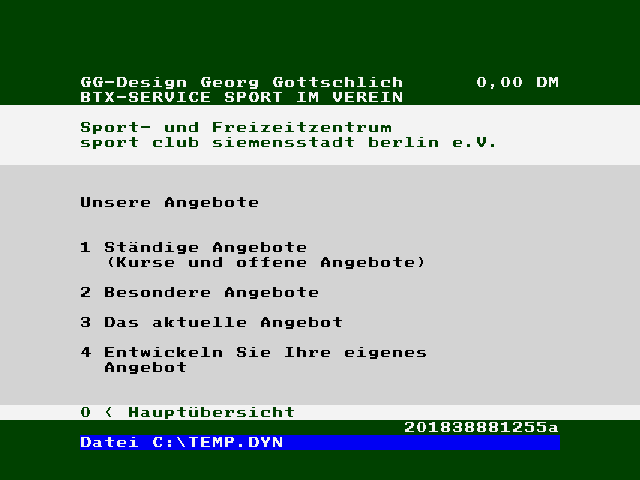 GG-Design Georg Gottschlich 0,00 DM
BTX-SERVICE SPORT IM VEREIN
Sport- und Freizeitzentrum
sport club siemensstadt berlin e.V.
Unsere Angebote
1 Ständige Angebote
(Kurse und offene Angebote)
2 Besondere Angebote
3 Das aktuelle Angebot
4 Entwickeln Sie Ihre eigenes
Angebot
0 < Hauptübersicht
201838881255a
Datei C:\TEMP.DYN